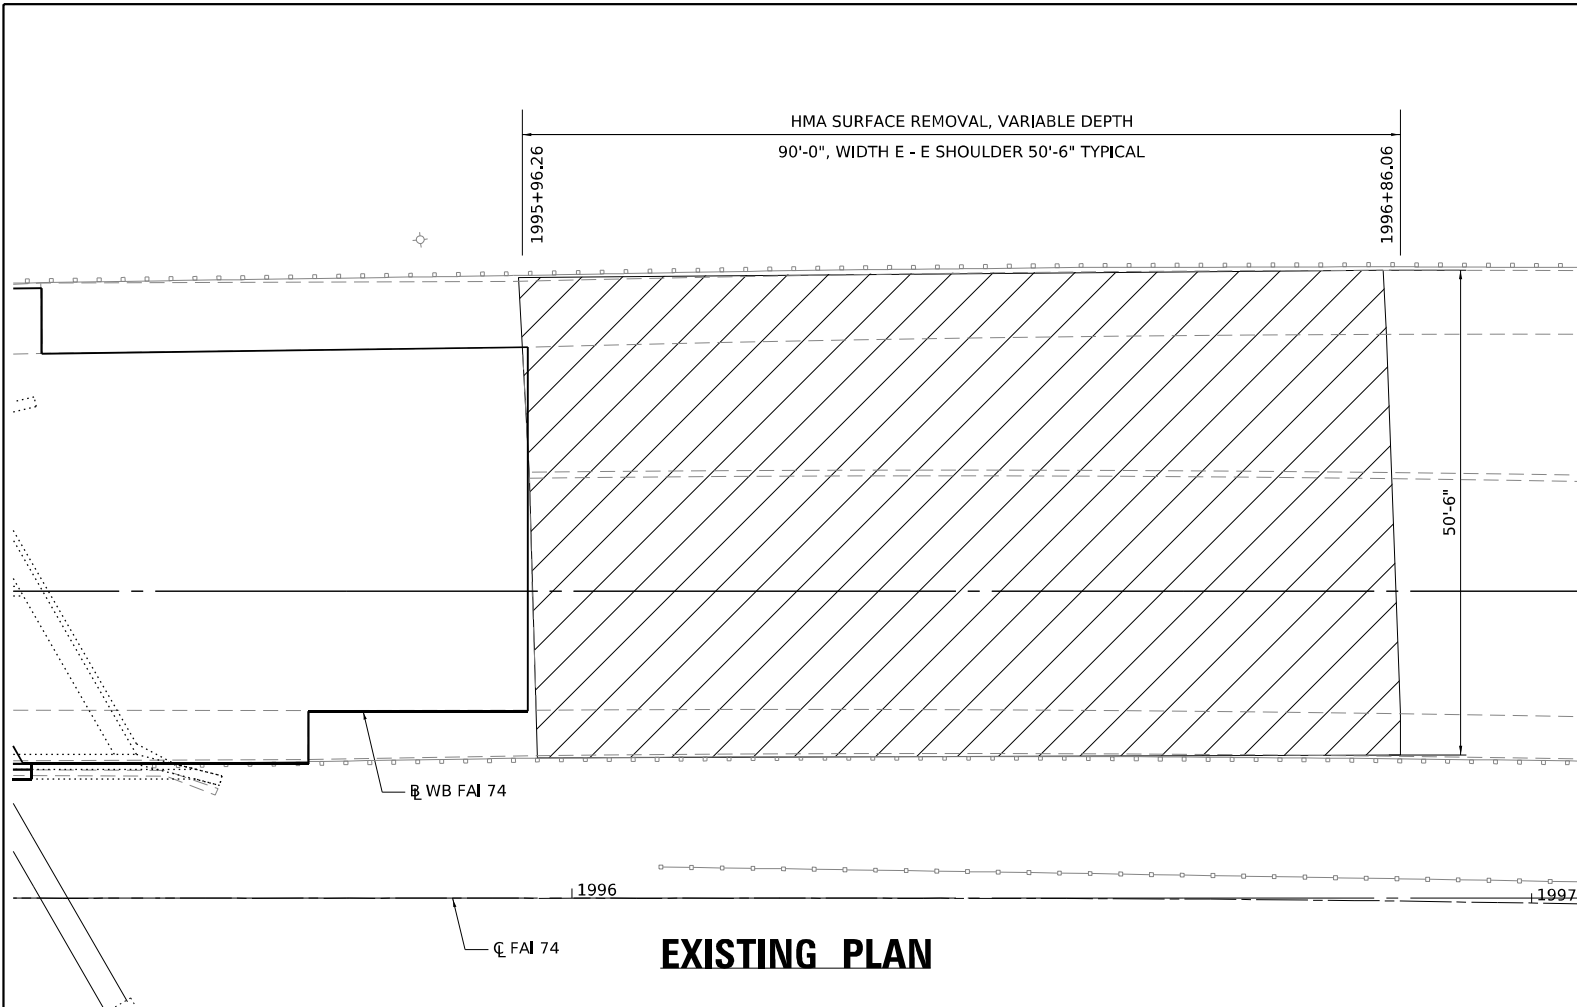 HMA SURFACE REMOVAL, VARIABLE DEPTH
90'-0", WIDTH E - E SHOULDER 50'-6" TYPICAL
1995+96.26
1996+86.06
50'-6"
℄ WB FAI 74
1996
1997
℄ FAI 74
EXISTING PLAN